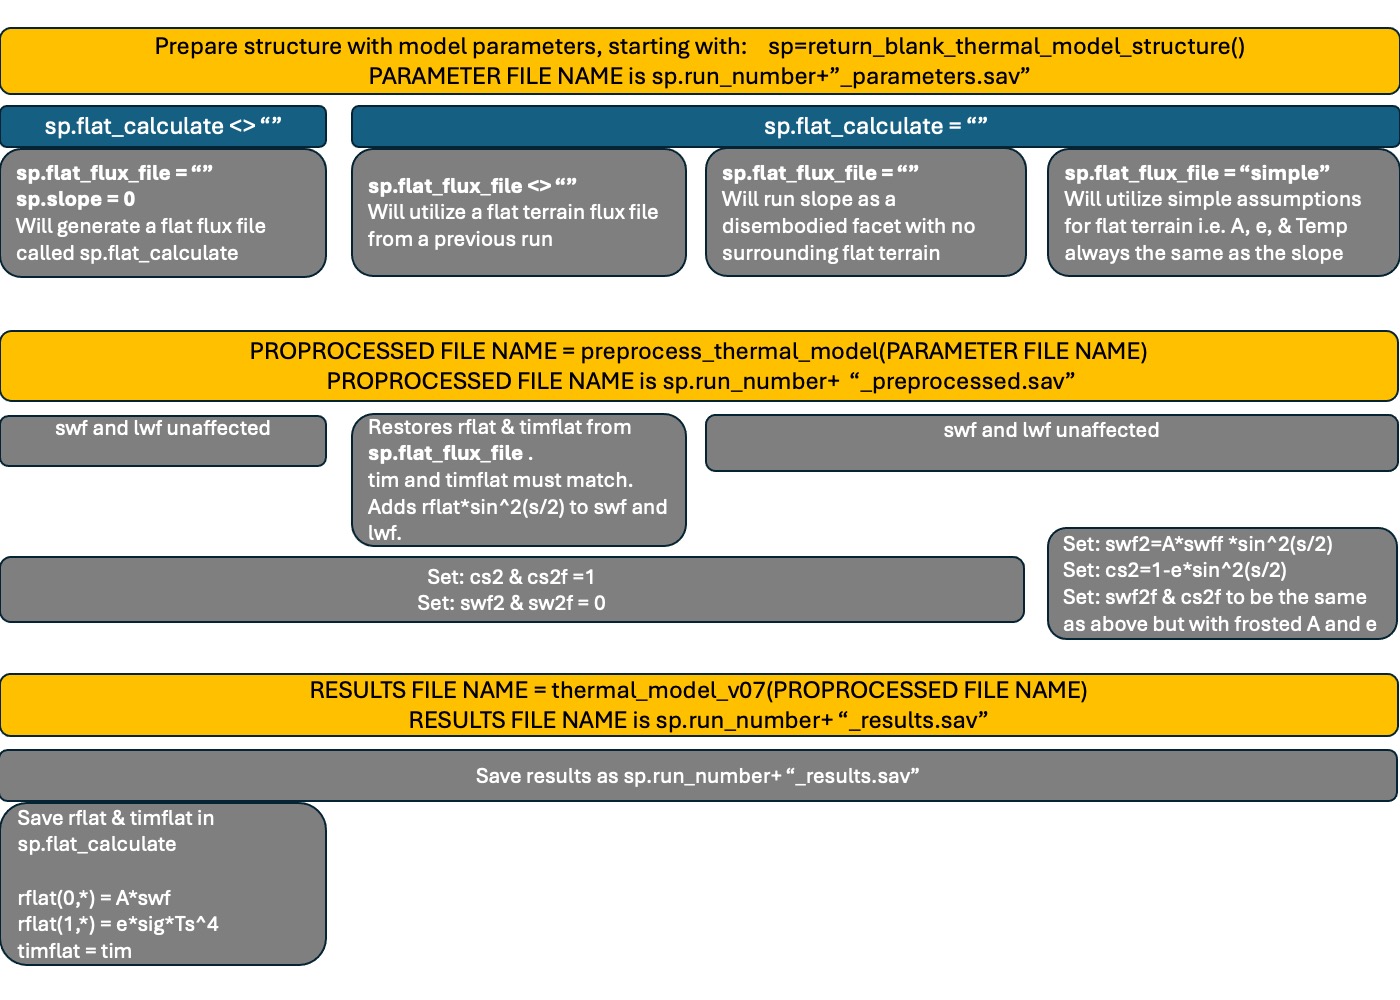 Prepare structure with model parameters, starting with: sp=return_blank_thermal_model_structure()
PARAMETER FILE NAME is sp.run_number+”_parameters.sav”
sp.flat_calculate <> “”
sp.flat_calculate = “”
sp.flat_flux_file = “”
sp.slope = 0
Will generate a flat flux file
called sp.flat_calculate
sp.flat_flux_file <> “”
Will utilize a flat terrain flux file
from a previous run
sp.flat_flux_file = “”
Will run slope as a
disembodied facet with no
surrounding flat terrain
sp.flat_flux_file = “simple”
Will utilize simple assumptions
for flat terrain i.e. A, e, & Temp
always the same as the slope
PROPROCESSED FILE NAME = preprocess_thermal_model(PARAMETER FILE NAME)
PROPROCESSED FILE NAME is sp.run_number+ “_preprocessed.sav”
swf and lwf unaffected
Restores rflat & timflat from
sp.flat_flux_file .
tim and timflat must match.
Adds rflat*sin^2(s/2) to swf and
lwf.
swf and lwf unaffected
Set: cs2 & cs2f =1
Set: swf2 & sw2f = 0
Set: swf2=A*swff *sin^2(s/2)
Set: cs2=1-e*sin^2(s/2)
Set: swf2f & cs2f to be the same
as above but with frosted A and e
RESULTS FILE NAME = thermal_model_v07(PROPROCESSED FILE NAME)
RESULTS FILE NAME is sp.run_number+ “_results.sav”
Save results as sp.run_number+ “_results.sav”
Save rflat & timflat in
sp.flat_calculate
rflat(0,*) = A*swf
rflat(1,*) = e*sig*Ts^4
timflat = tim